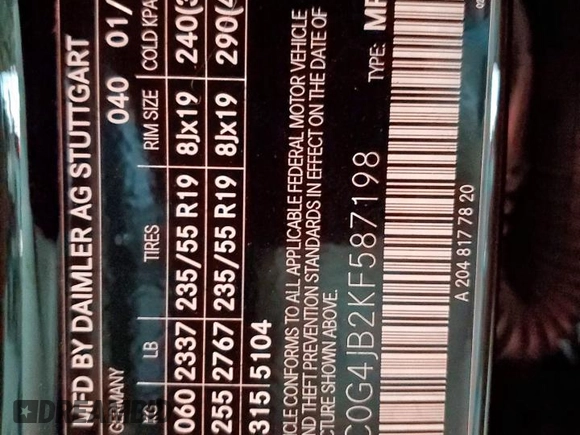 MFD BY DAIMLER AG STUTTGART
GERMANY 040 01/
KG LB TIRES RIM SIZE COLD KPA
060 2337 235/55 R19 8Jx19 240(3
255 2767 235/55 R19 8Jx19 290(4
315 5104
ICLE CONFORMS TO ALL APPLICABLE FEDERAL MOTOR VEHICLE
AND THEFT PREVENTION STANDARDS IN EFFECT ON THE DATE OF
CTURE SHOWN ABOVE.
C0G4JB2KF587198 TYPE:
A 204 817 78 20